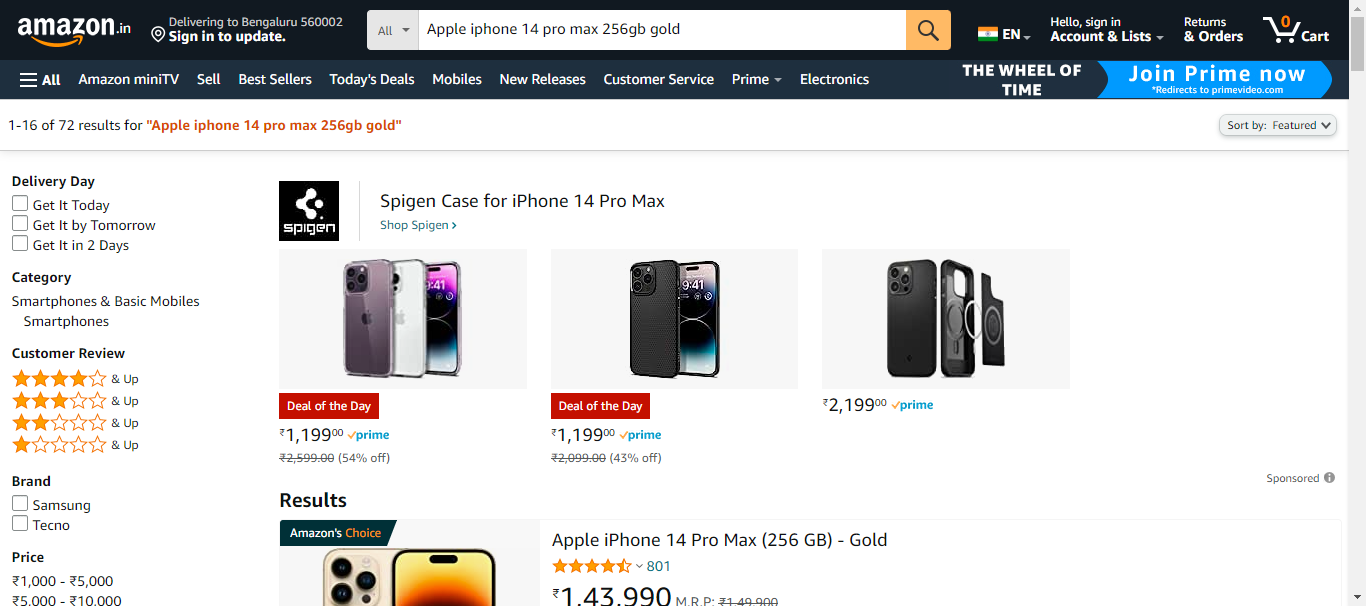 amazon.in
Delivering to Bengaluru 560002
Sign in to update.
All
Apple iphone 14 pro max 256gb gold
EN
Hello, sign in
Account & Lists
Returns
& Orders
0
Cart
All
Amazon miniTV
Sell
Best Sellers
Today's Deals
Mobiles
New Releases
Customer Service
Prime
Electronics
THE WHEEL OF
TIME
Join Prime now
*Redirects to primevideo.com
1-16 of 72 results for "Apple iphone 14 pro max 256gb gold"
Sort by: Featured
Delivery Day
Get It Today
Get It by Tomorrow
Get It in 2 Days
Category
Smartphones & Basic Mobiles
Smartphones
Customer Review
& Up
& Up
& Up
& Up
Brand
Samsung
Tecno
Price
₹1,000 - ₹5,000
₹5,000 - ₹10,000
spigen
Spigen Case for iPhone 14 Pro Max
Shop Spigen ›
9:41
Deal of the Day
₹1,19900 prime
₹2,599.00 (54% off)
9:41
Deal of the Day
₹1,19900 prime
₹2,099.00 (43% off)
₹2,19900 prime
Sponsored
Results
Amazon's Choice
Apple iPhone 14 Pro Max (256 GB) - Gold
801
₹1,43,990 M.R.P: ₹1,49,900